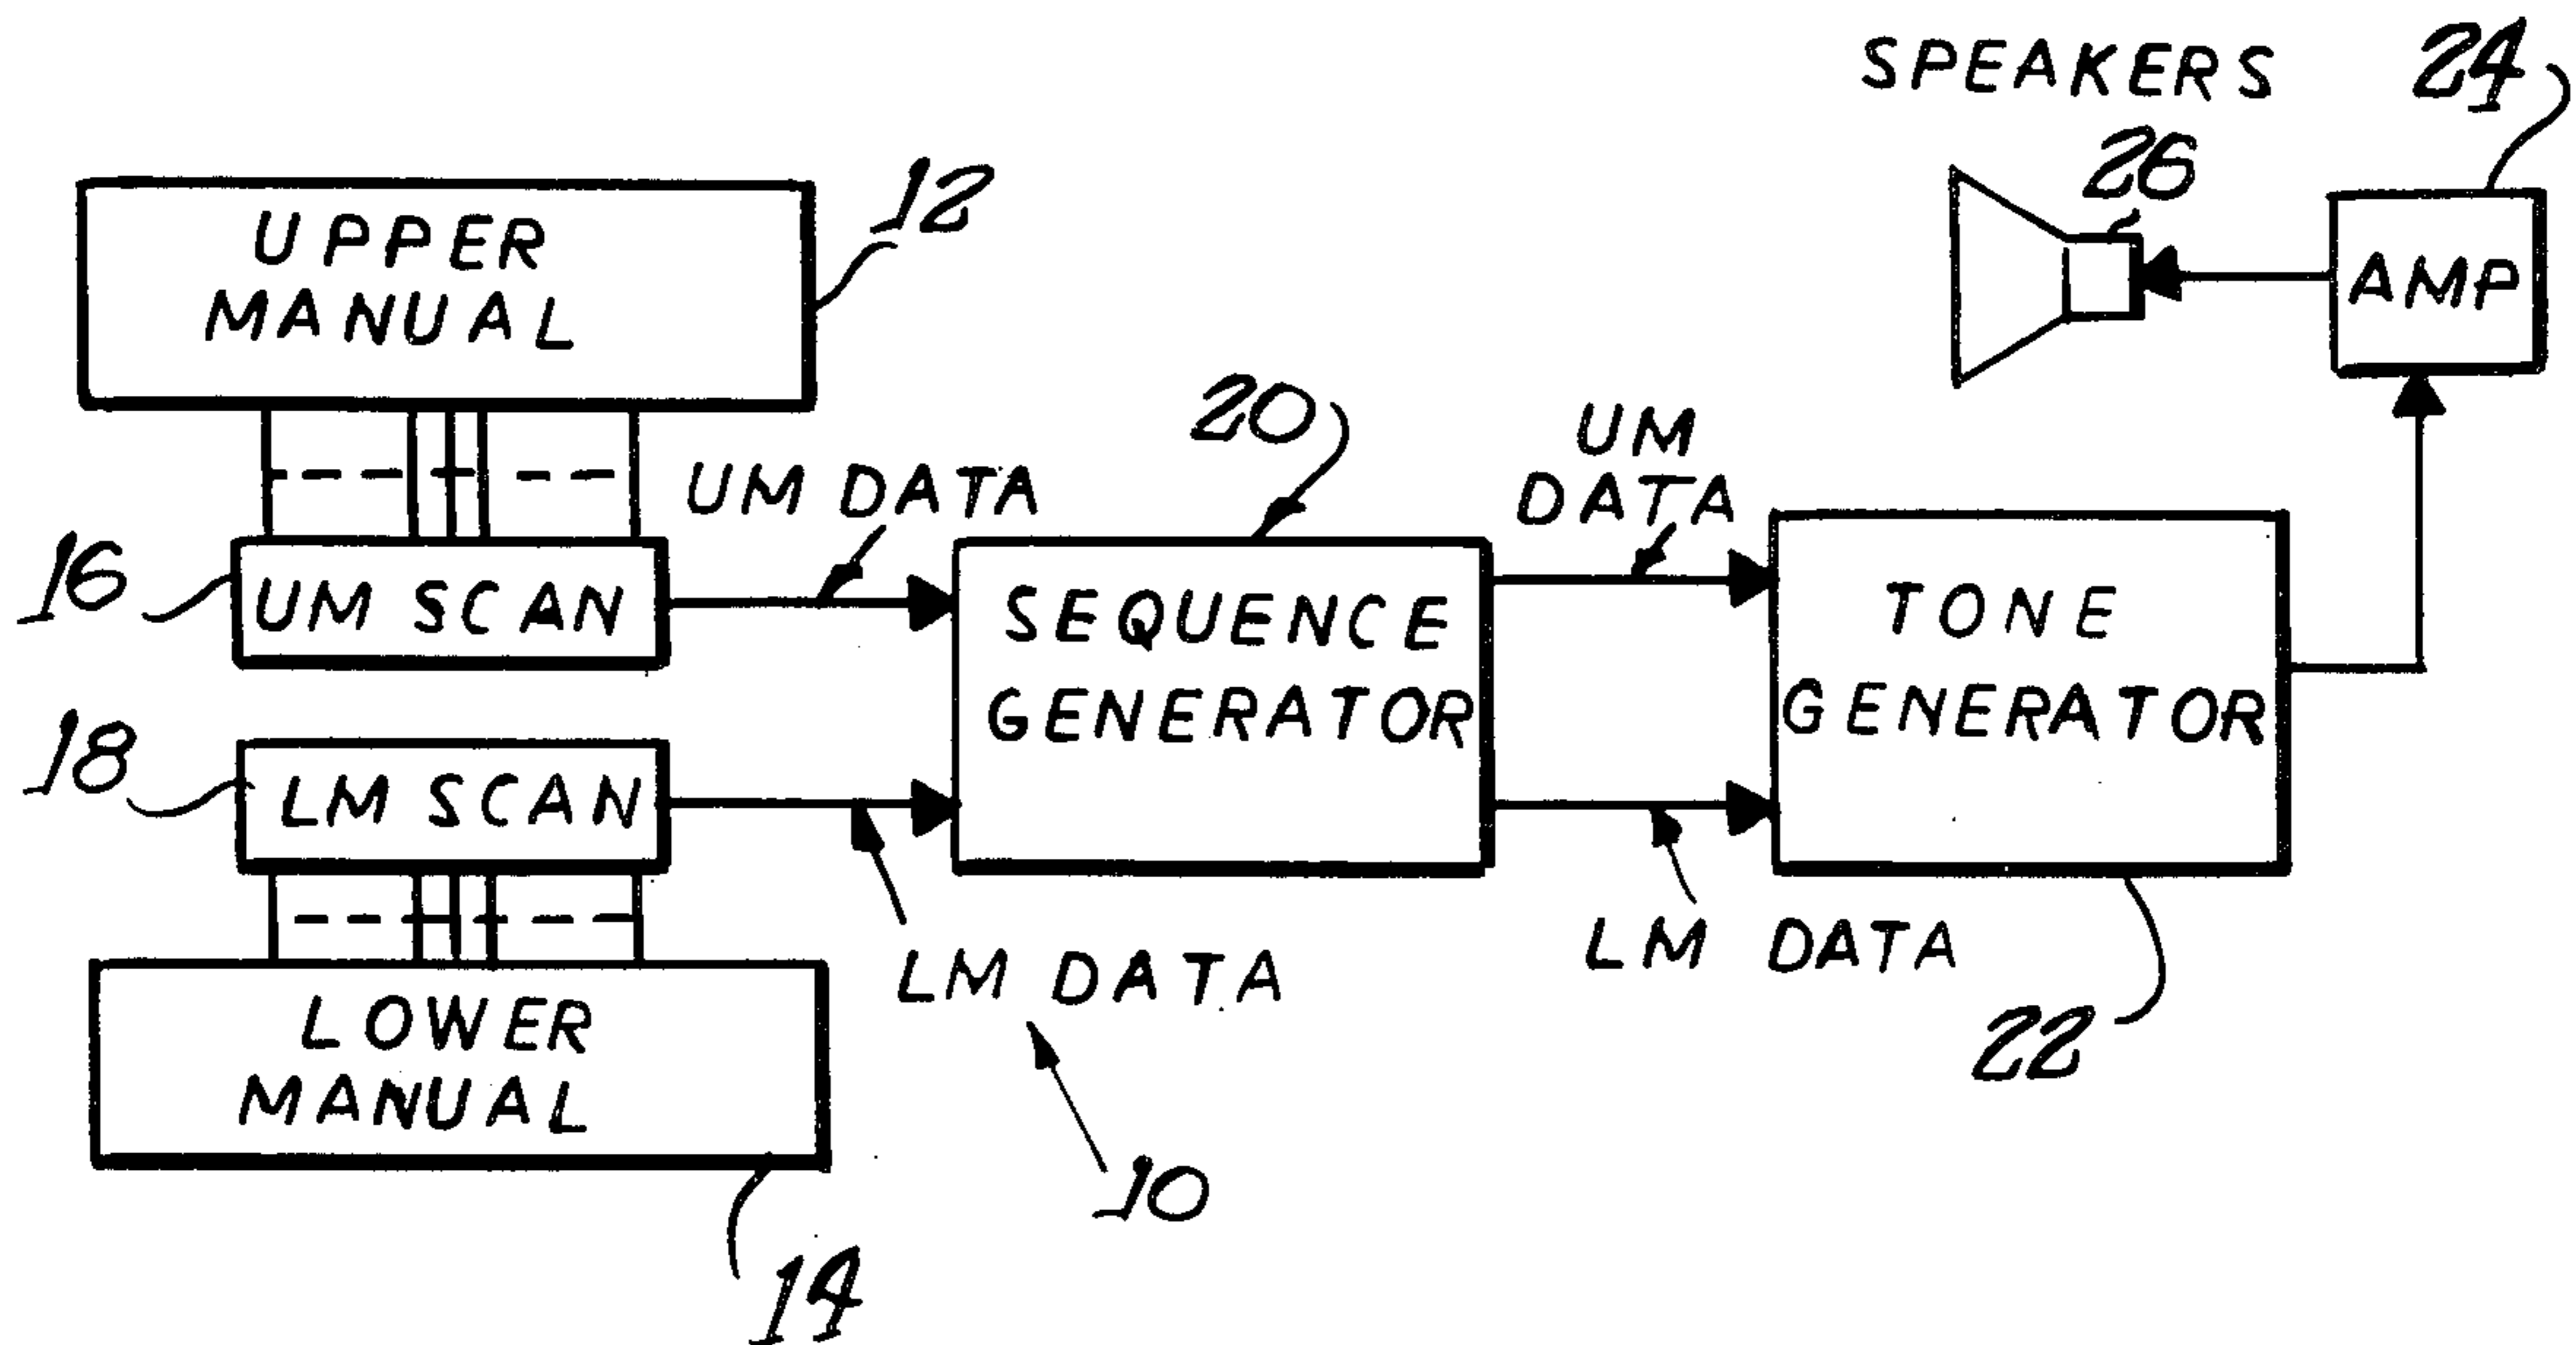 SPEAKERS
24
26
12
UPPER
MANUAL
AMP
20
UM
DATA
UM DATA
16
UM SCAN
SEQUENCE
GENERATOR
TONE
GENERATOR
18
LM SCAN
LM DATA
LM DATA
LOWER
MANUAL
22
10
14